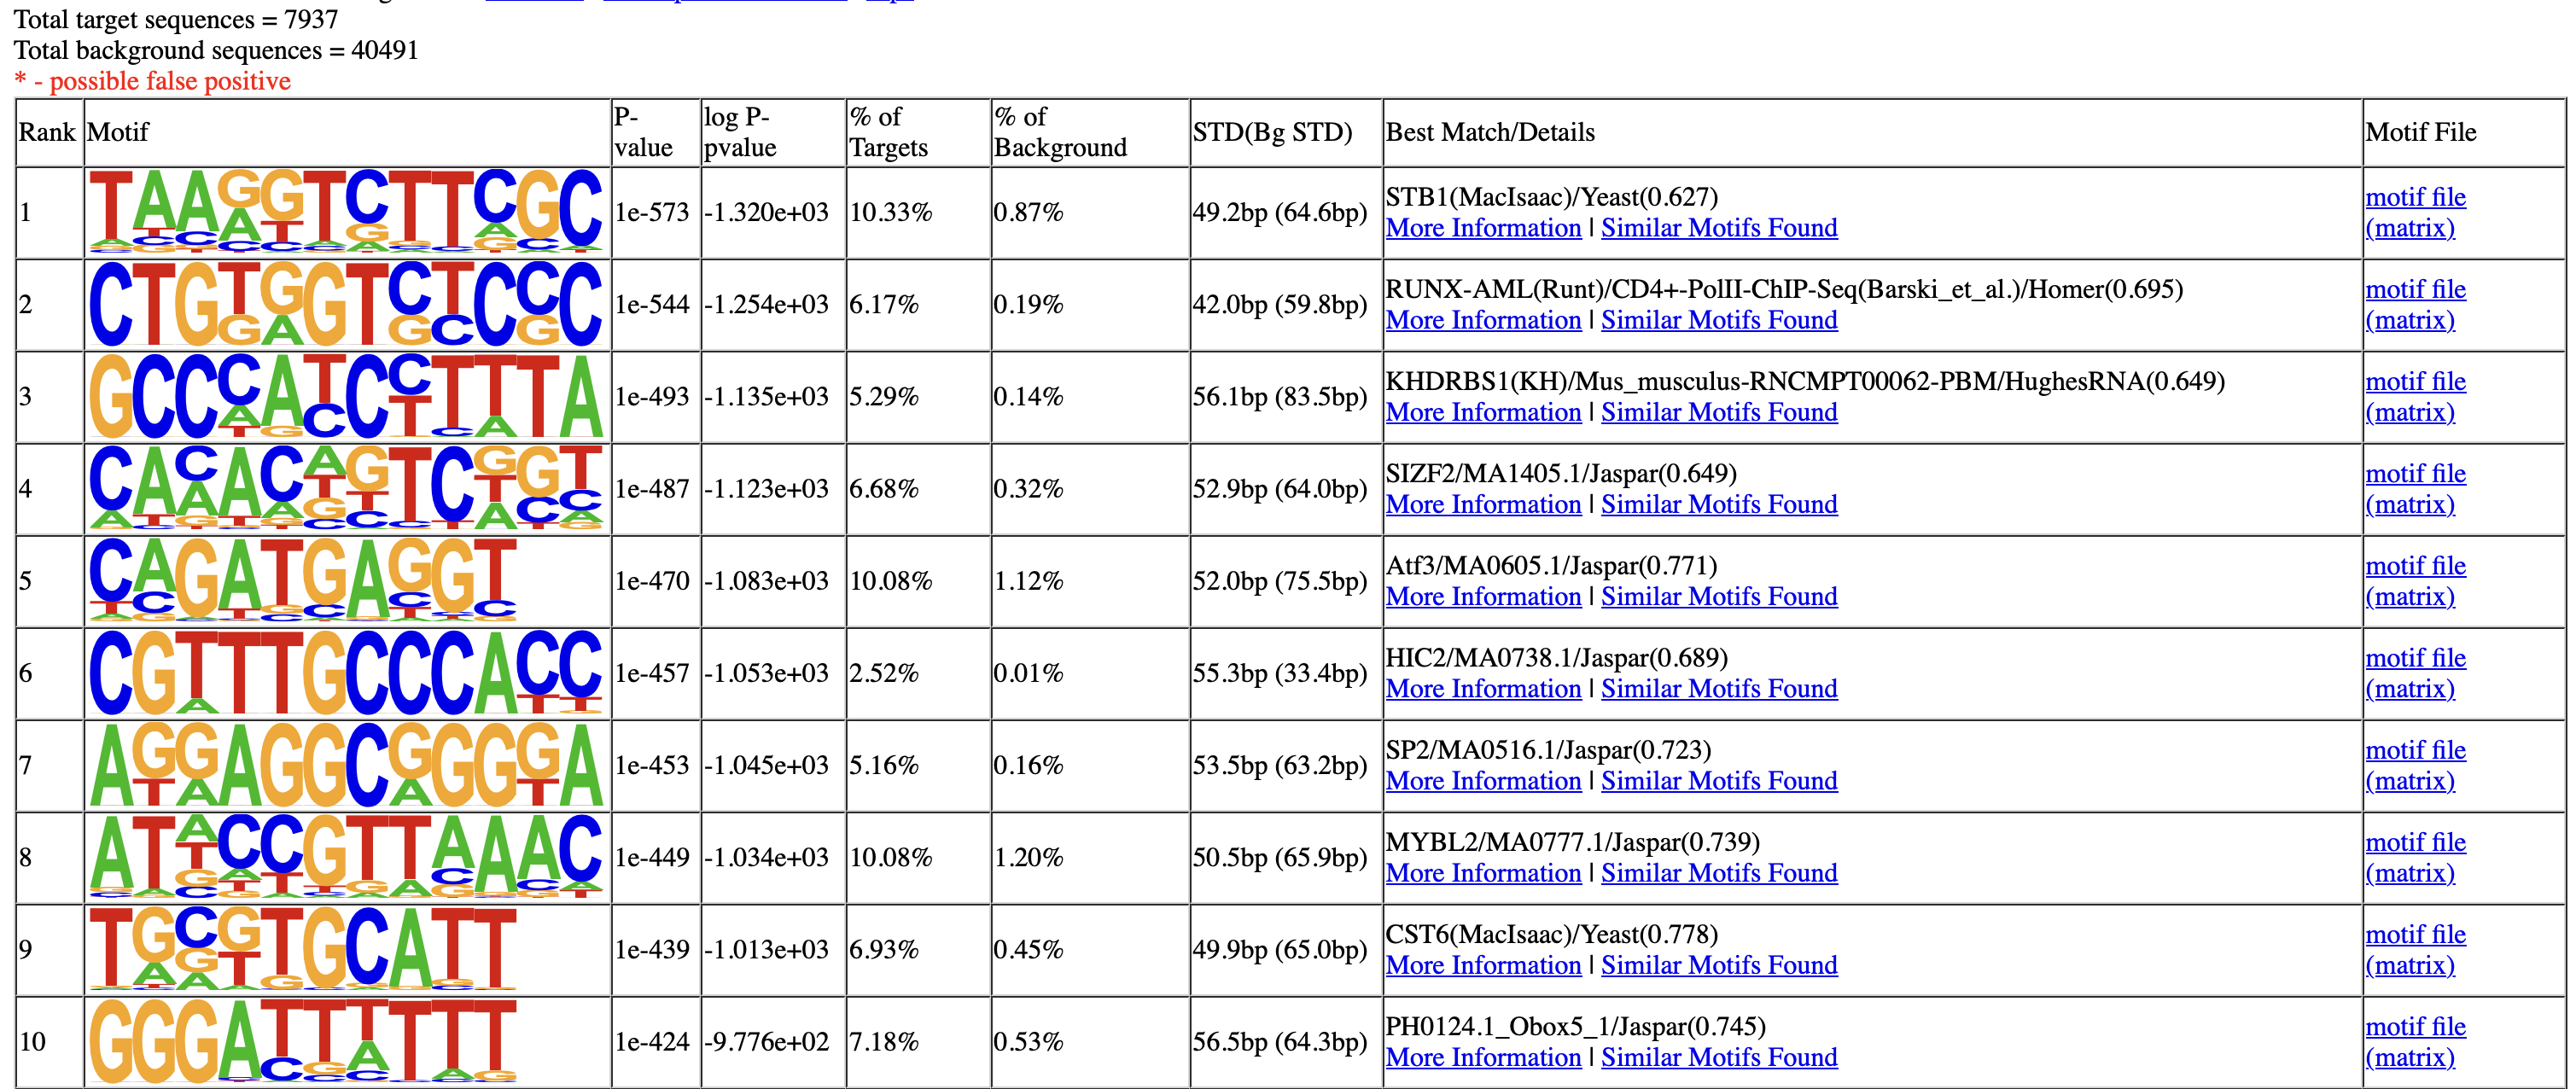 Total target sequences = 7937
Total background sequences = 40491
* - possible false positive
Rank Motif P-value log P-pvalue % of Targets % of Background STD(Bg STD) Best Match/Details Motif File
1 TAAGGTCTTCGC 1e-573 -1.320e+03 10.33% 0.87% 49.2bp (64.6bp) STB1(MacIsaac)/Yeast(0.627) motif file
More Information | Similar Motifs Found (matrix)
2 CTGTGGTCTCCC 1e-544 -1.254e+03 6.17% 0.19% 42.0bp (59.8bp) RUNX-AML(Runt)/CD4+-PolII-ChIP-Seq(Barski_et_al.)/Homer(0.695) motif file
More Information | Similar Motifs Found (matrix)
3 GCCCATCCTTTA 1e-493 -1.135e+03 5.29% 0.14% 56.1bp (83.5bp) KHDRBS1(KH)/Mus_musculus-RNCMPT00062-PBM/HughesRNA(0.649) motif file
More Information | Similar Motifs Found (matrix)
4 CACACAGTCGGT 1e-487 -1.123e+03 6.68% 0.32% 52.9bp (64.0bp) SIZF2/MA1405.1/Jaspar(0.649) motif file
More Information | Similar Motifs Found (matrix)
5 CAGATGAGGT 1e-470 -1.083e+03 10.08% 1.12% 52.0bp (75.5bp) Atf3/MA0605.1/Jaspar(0.771) motif file
More Information | Similar Motifs Found (matrix)
6 CGTTTGCCCACC 1e-457 -1.053e+03 2.52% 0.01% 55.3bp (33.4bp) HIC2/MA0738.1/Jaspar(0.689) motif file
More Information | Similar Motifs Found (matrix)
7 AGGAGGCGGGGA 1e-453 -1.045e+03 5.16% 0.16% 53.5bp (63.2bp) SP2/MA0516.1/Jaspar(0.723) motif file
More Information | Similar Motifs Found (matrix)
8 ATACCGTTAAAC 1e-449 -1.034e+03 10.08% 1.20% 50.5bp (65.9bp) MYBL2/MA0777.1/Jaspar(0.739) motif file
More Information | Similar Motifs Found (matrix)
9 TGCGTGCATT 1e-439 -1.013e+03 6.93% 0.45% 49.9bp (65.0bp) CST6(MacIsaac)/Yeast(0.778) motif file
More Information | Similar Motifs Found (matrix)
10 GGGATTTTTT 1e-424 -9.776e+02 7.18% 0.53% 56.5bp (64.3bp) PH0124.1_Obox5_1/Jaspar(0.745) motif file
More Information | Similar Motifs Found (matrix)